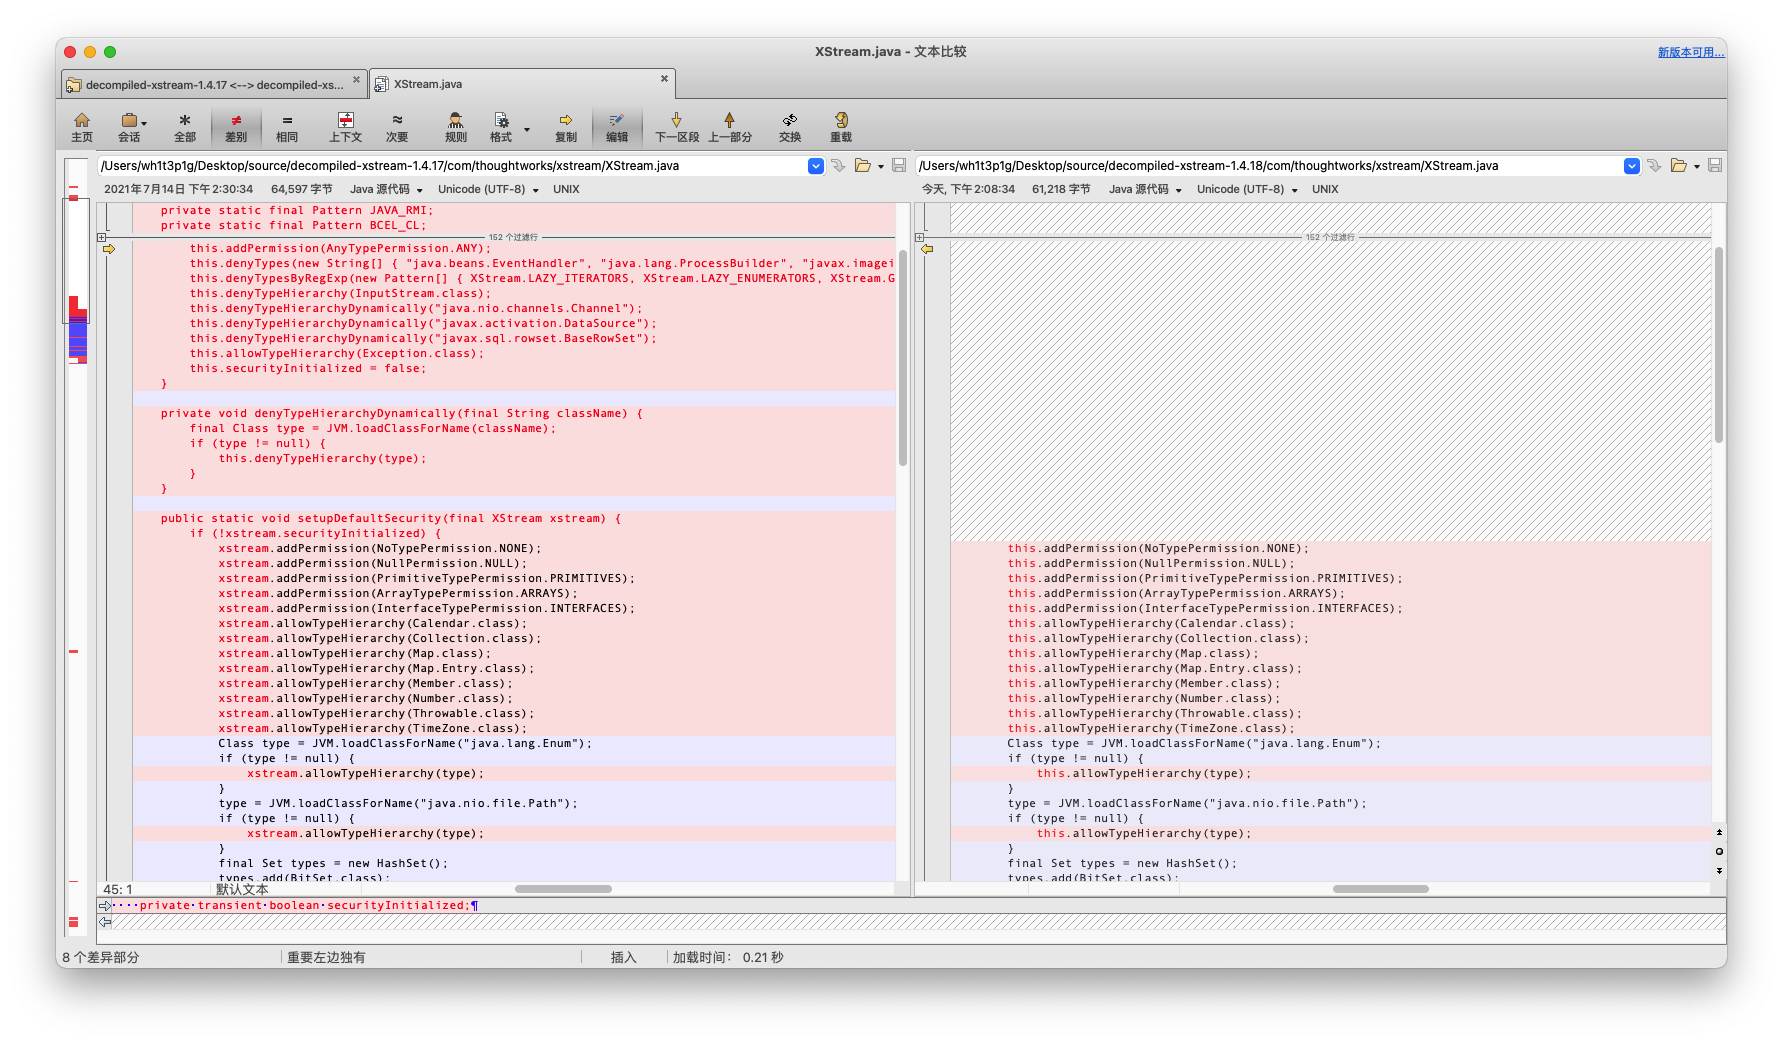 XStream.java - 文本比较
新版本可用...
decompiled-xstream-1.4.17 <--> decompiled-xs...
XStream.java
主页
会话
全部
差别
相同
上下文
次要
规则
格式
复制
编辑
下一区段
上一部分
交换
重载
/Users/wh1t3p1g/Desktop/source/decompiled-xstream-1.4.17/com/thoughtworks/xstream/XStream.java
2021年7月14日 下午2:30:34 64,597 字节 Java 源代码 Unicode (UTF-8) UNIX
private static final Pattern JAVA_RMI;
private static final Pattern BCEL_CL;
152 个过滤行
this.addPermission(AnyTypePermission.ANY);
this.denyTypes(new String[] { "java.beans.EventHandler", "java.lang.ProcessBuilder", "javax.imagei
this.denyTypesByRegExp(new Pattern[] { XStream.LAZY_ITERATORS, XStream.LAZY_ENUMERATORS, XStream.G
this.denyTypeHierarchy(InputStream.class);
this.denyTypeHierarchyDynamically("java.nio.channels.Channel");
this.denyTypeHierarchyDynamically("javax.activation.DataSource");
this.denyTypeHierarchyDynamically("javax.sql.rowset.BaseRowSet");
this.allowTypeHierarchy(Exception.class);
this.securityInitialized = false;
}
private void denyTypeHierarchyDynamically(final String className) {
final Class type = JVM.loadClassForName(className);
if (type != null) {
this.denyTypeHierarchy(type);
}
}
public static void setupDefaultSecurity(final XStream xstream) {
if (!xstream.securityInitialized) {
xstream.addPermission(NoTypePermission.NONE);
xstream.addPermission(NullPermission.NULL);
xstream.addPermission(PrimitiveTypePermission.PRIMITIVES);
xstream.addPermission(ArrayTypePermission.ARRAYS);
xstream.addPermission(InterfaceTypePermission.INTERFACES);
xstream.allowTypeHierarchy(Calendar.class);
xstream.allowTypeHierarchy(Collection.class);
xstream.allowTypeHierarchy(Map.class);
xstream.allowTypeHierarchy(Map.Entry.class);
xstream.allowTypeHierarchy(Member.class);
xstream.allowTypeHierarchy(Number.class);
xstream.allowTypeHierarchy(Throwable.class);
xstream.allowTypeHierarchy(TimeZone.class);
Class type = JVM.loadClassForName("java.lang.Enum");
if (type != null) {
xstream.allowTypeHierarchy(type);
}
type = JVM.loadClassForName("java.nio.file.Path");
if (type != null) {
xstream.allowTypeHierarchy(type);
}
final Set types = new HashSet();
types.add(BitSet.class);
45: 1 默认文本
/Users/wh1t3p1g/Desktop/source/decompiled-xstream-1.4.18/com/thoughtworks/xstream/XStream.java
今天, 下午2:08:34 61,218 字节 Java 源代码 Unicode (UTF-8) UNIX
152 个过滤行
this.addPermission(NoTypePermission.NONE);
this.addPermission(NullPermission.NULL);
this.addPermission(PrimitiveTypePermission.PRIMITIVES);
this.addPermission(ArrayTypePermission.ARRAYS);
this.addPermission(InterfaceTypePermission.INTERFACES);
this.allowTypeHierarchy(Calendar.class);
this.allowTypeHierarchy(Collection.class);
this.allowTypeHierarchy(Map.class);
this.allowTypeHierarchy(Map.Entry.class);
this.allowTypeHierarchy(Member.class);
this.allowTypeHierarchy(Number.class);
this.allowTypeHierarchy(Throwable.class);
this.allowTypeHierarchy(TimeZone.class);
Class type = JVM.loadClassForName("java.lang.Enum");
if (type != null) {
this.allowTypeHierarchy(type);
}
type = JVM.loadClassForName("java.nio.file.Path");
if (type != null) {
this.allowTypeHierarchy(type);
}
final Set types = new HashSet();
types.add(BitSet.class);
····private·transient·boolean·securityInitialized;¶
8 个差异部分 重要左边独有 插入 加载时间: 0.21 秒